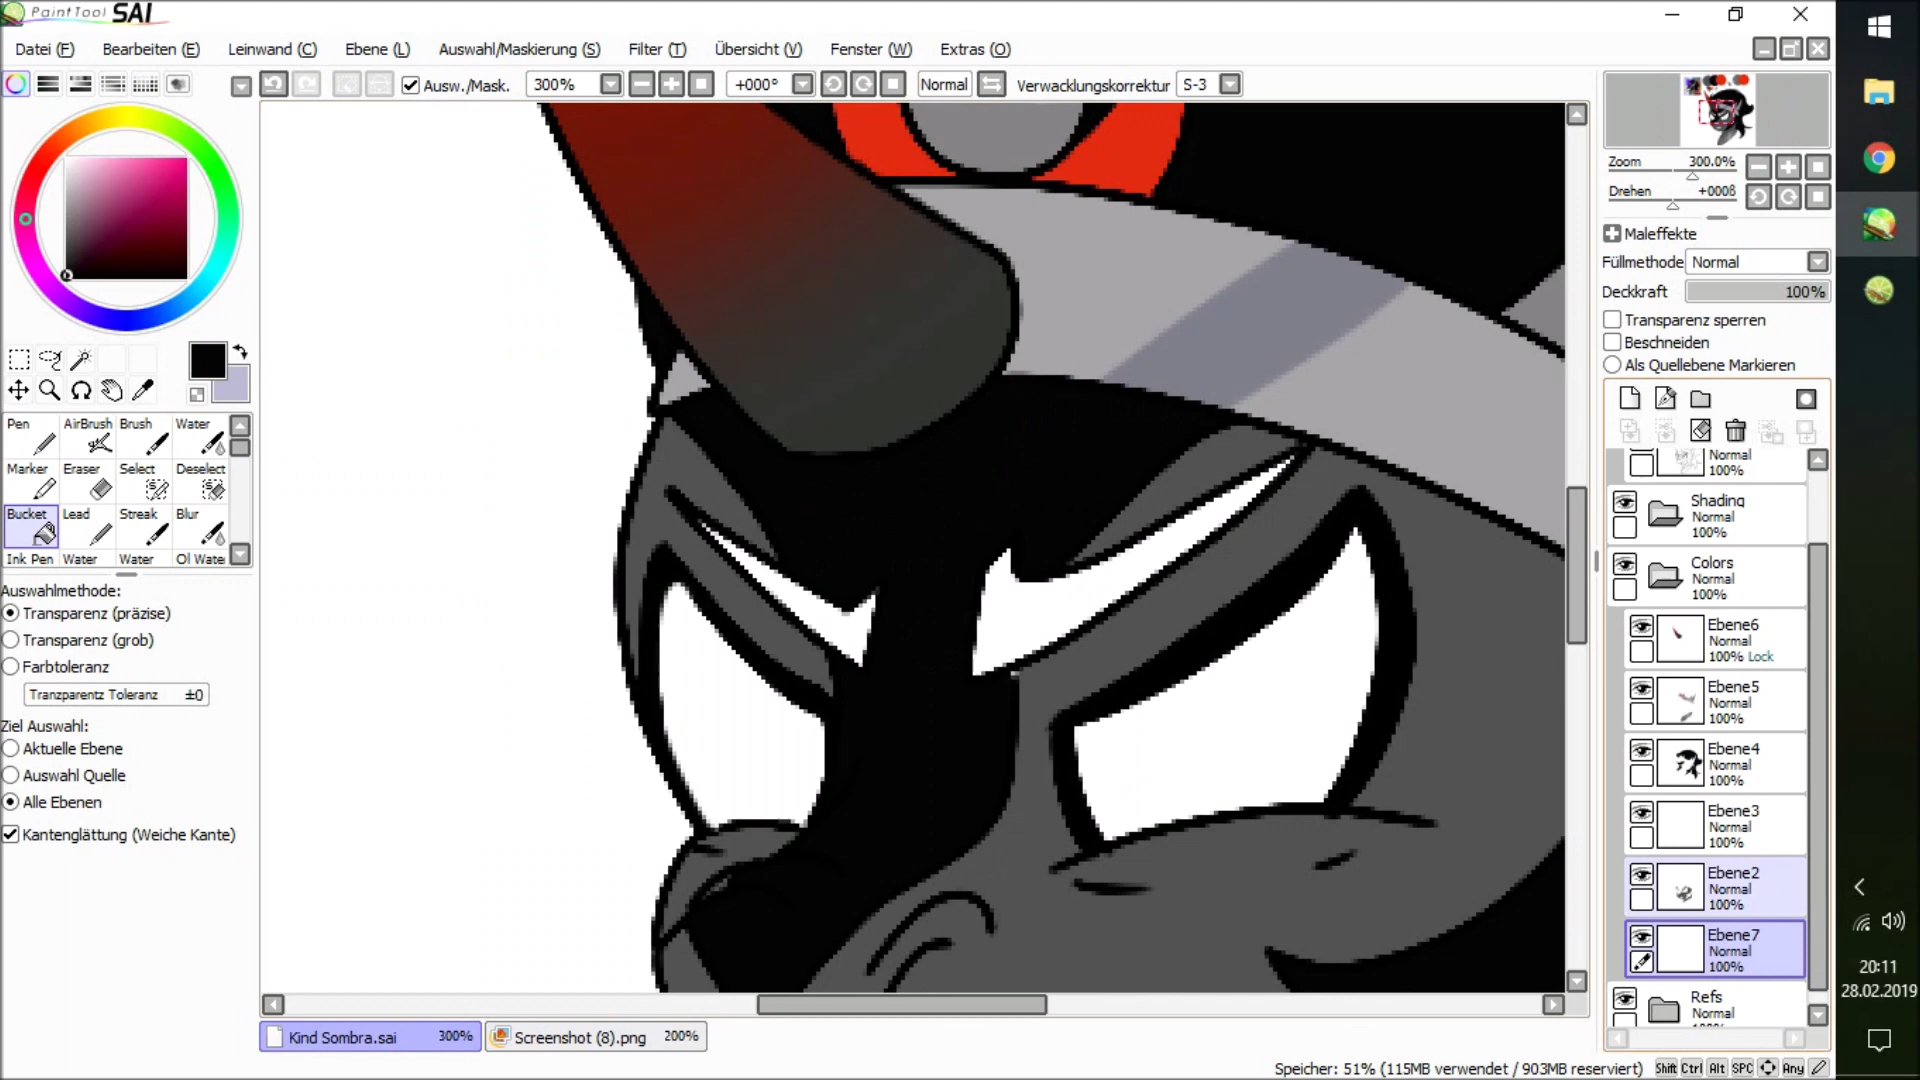 PaintTool SAI
Datei (F) Bearbeiten (E) Leinwand (C) Ebene (L) Auswahl/Maskierung (S) Filter (T) Übersicht (V) Fenster (W) Extras (O)
Ausw./Mask. 300% +000° Normal Verwacklungskorrektur S-3
Zoom 300.0%
Drehen +000ß
Maleffekte
Füllmethode Normal
Deckkraft 100%
Transparenz sperren
Beschneiden
Als Quellebene Markieren
Pen AirBrush Brush Water
Marker Eraser Select Deselect
Bucket Lead Streak Blur
Ink Pen Water Water Ol Wate
Auswahlmethode:
Transparenz (präzise)
Transparenz (grob)
Farbtoleranz
Tranzparentz Toleranz ±0
Ziel Auswahl:
Aktuelle Ebene
Auswahl Quelle
Alle Ebenen
Kantenglättung (Weiche Kante)
Normal
100%
Shading
Normal
100%
Colors
Normal
100%
Ebene6
Normal
100% Lock
Ebene5
Normal
100%
Ebene4
Normal
100%
Ebene3
Normal
100%
Ebene2
Normal
100%
Ebene7
Normal
100%
Refs
Normal
Kind Sombra.sai 300% Screenshot (8).png 200%
Speicher: 51% (115MB verwendet / 903MB reserviert) Shift Ctrl Alt SPC Any
20:11
28.02.2019